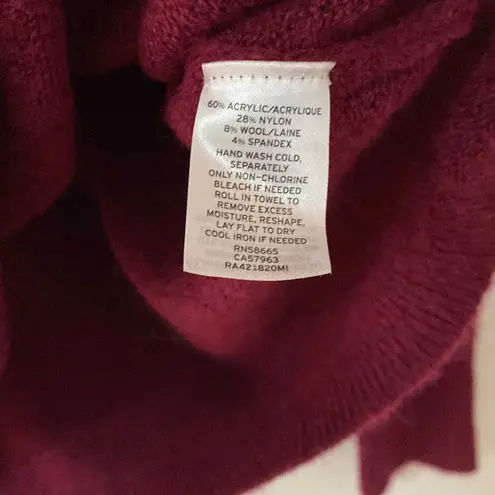 60% ACRYLIC/ACRYLIQUE
28% NYLON
8% WOOL/LAINE
4% SPANDEX
HAND WASH COLD,
SEPARATELY
ONLY NON-CHLORINE
BLEACH IF NEEDED
ROLL IN TOWEL TO
REMOVE EXCESS
MOISTURE, RESHAPE,
LAY FLAT TO DRY
COOL IRON IF NEEDED
RN58665
CA57963
RA421820MI